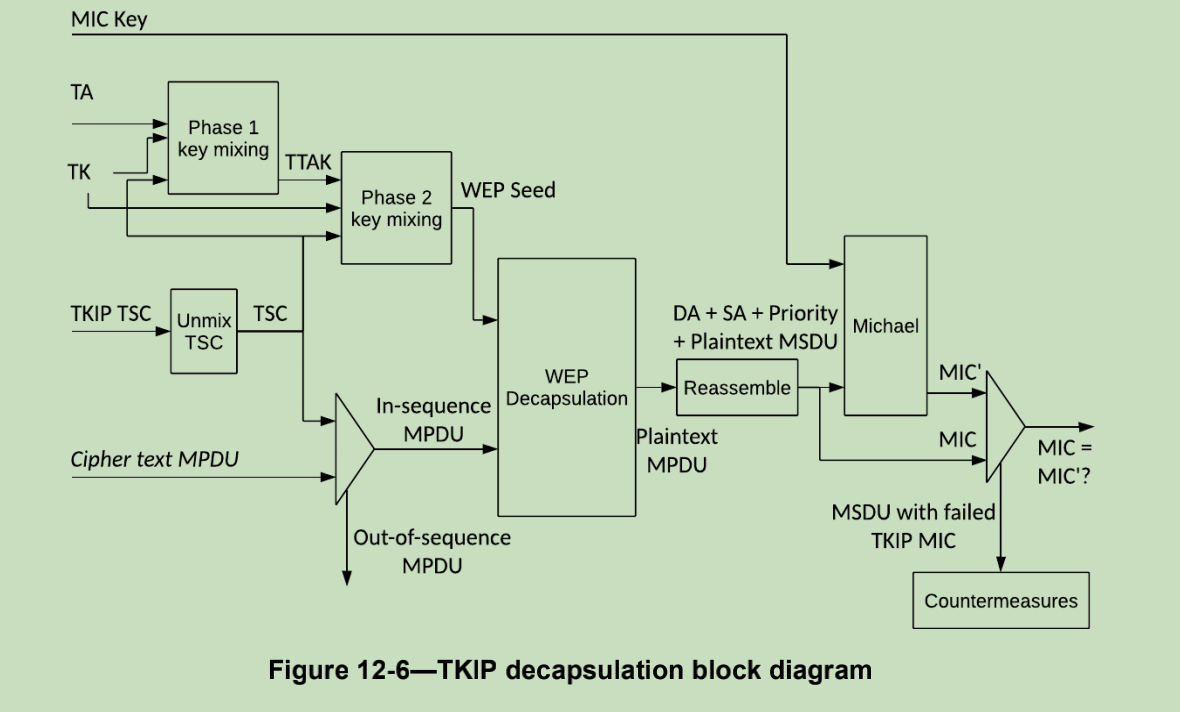 MIC Key
TA
Phase 1
key mixing
TK
TTAK
Phase 2
key mixing
WEP Seed
TKIP TSC
Unmix
TSC
TSC
DA + SA + Priority
+ Plaintext MSDU
Michael
WEP
Decapsulation
Reassemble
MIC'
In-sequence
MPDU
Plaintext
MPDU
MIC
MIC =
MIC'?
Cipher text MPDU
Out-of-sequence
MPDU
MSDU with failed
TKIP MIC
Countermeasures
Figure 12-6—TKIP decapsulation block diagram